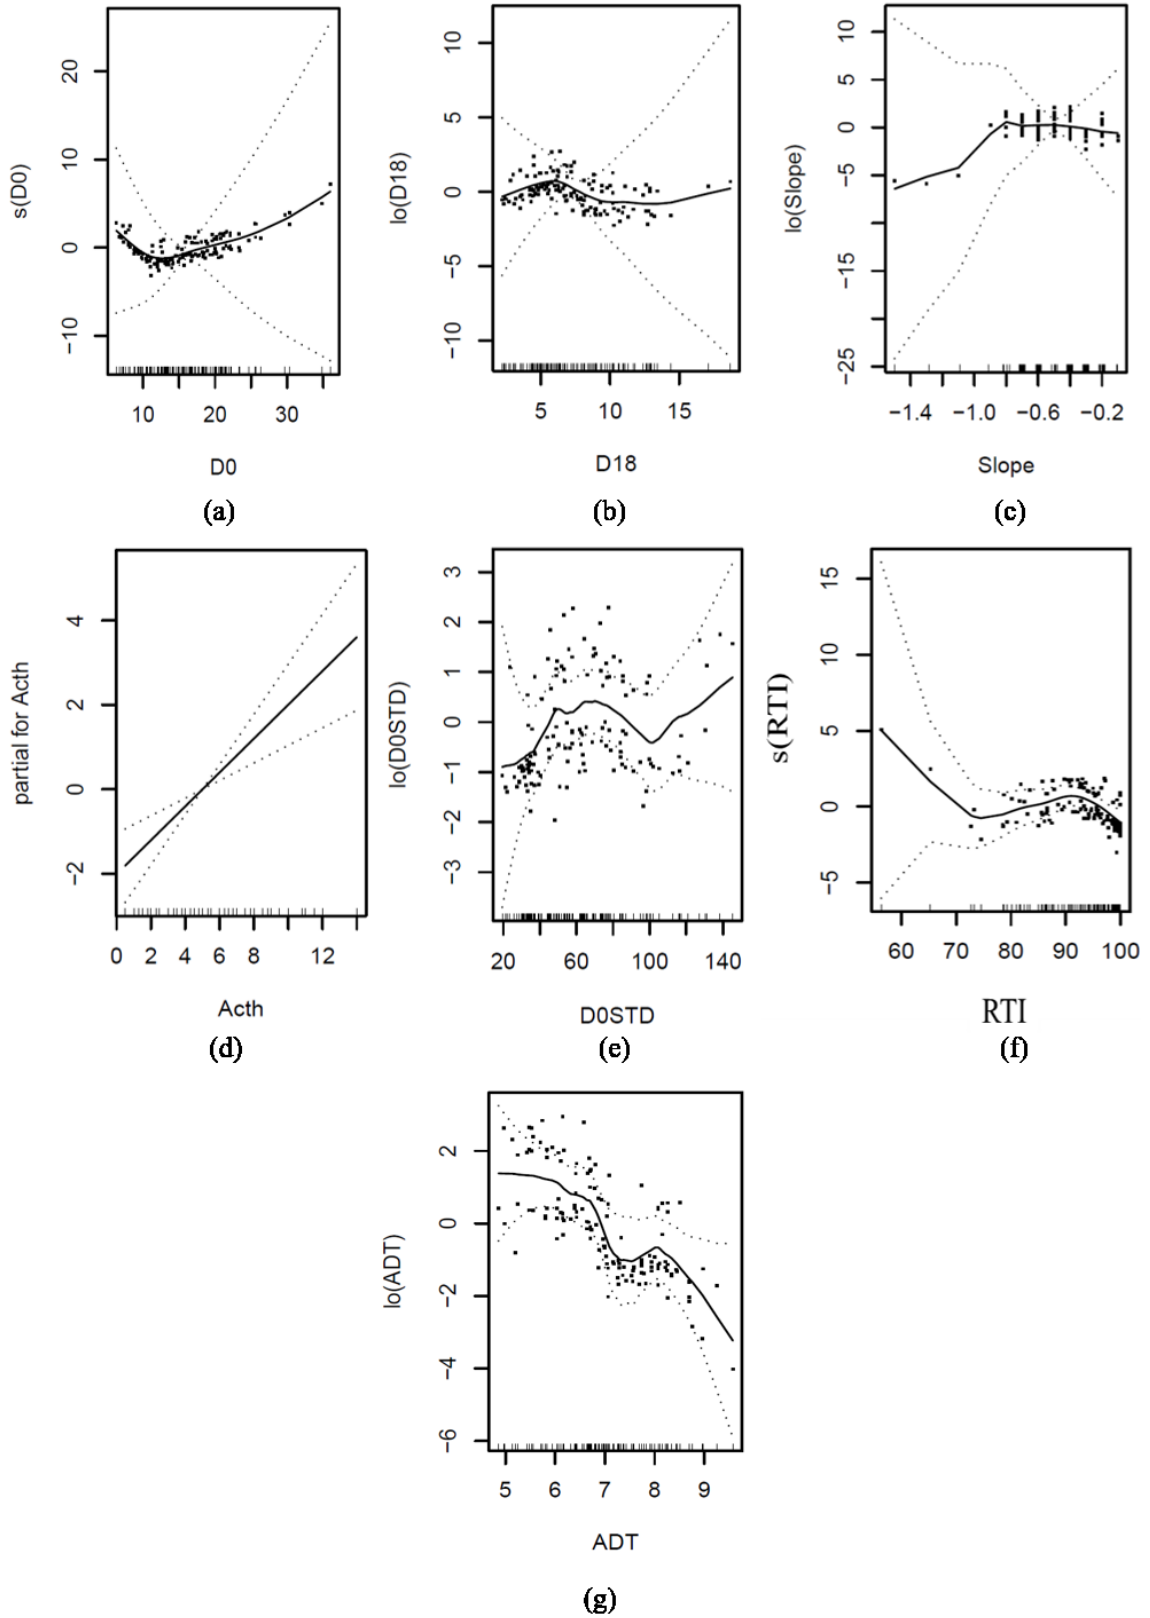 s(D0)
20
10
0
−10
10 20 30
D0
(a)
lo(D18)
10
5
0
−5
−10
5 10 15
D18
(b)
lo(Slope)
10
5
0
−5
−15
−25
−1.4 −1.0 −0.6 −0.2
Slope
(c)
partial for Acth
4
2
0
−2
0 2 4 6 8 12
Acth
(d)
lo(D0STD)
3
2
1
0
−1
−2
−3
20 60 100 140
D0STD
(e)
s(RTI)
15
10
5
0
−5
60 70 80 90 100
RTI
(f)
lo(ADT)
2
0
−2
−4
−6
5 6 7 8 9
ADT
(g)